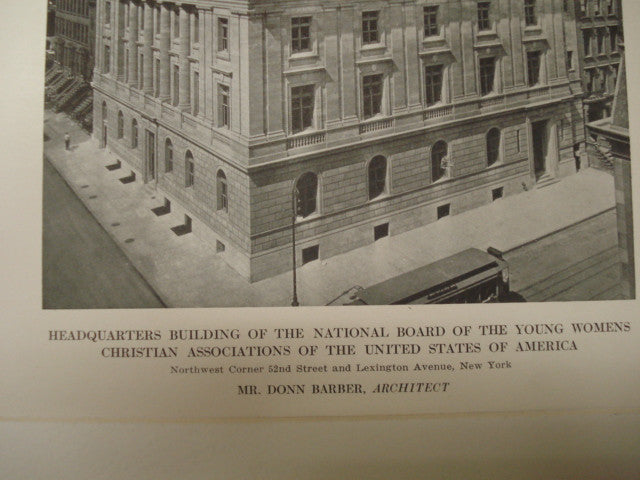 HEADQUARTERS BUILDING OF THE NATIONAL BOARD OF THE YOUNG WOMENS
CHRISTIAN ASSOCIATIONS OF THE UNITED STATES OF AMERICA
Northwest Corner 52nd Street and Lexington Avenue, New York
MR. DONN BARBER, ARCHITECT